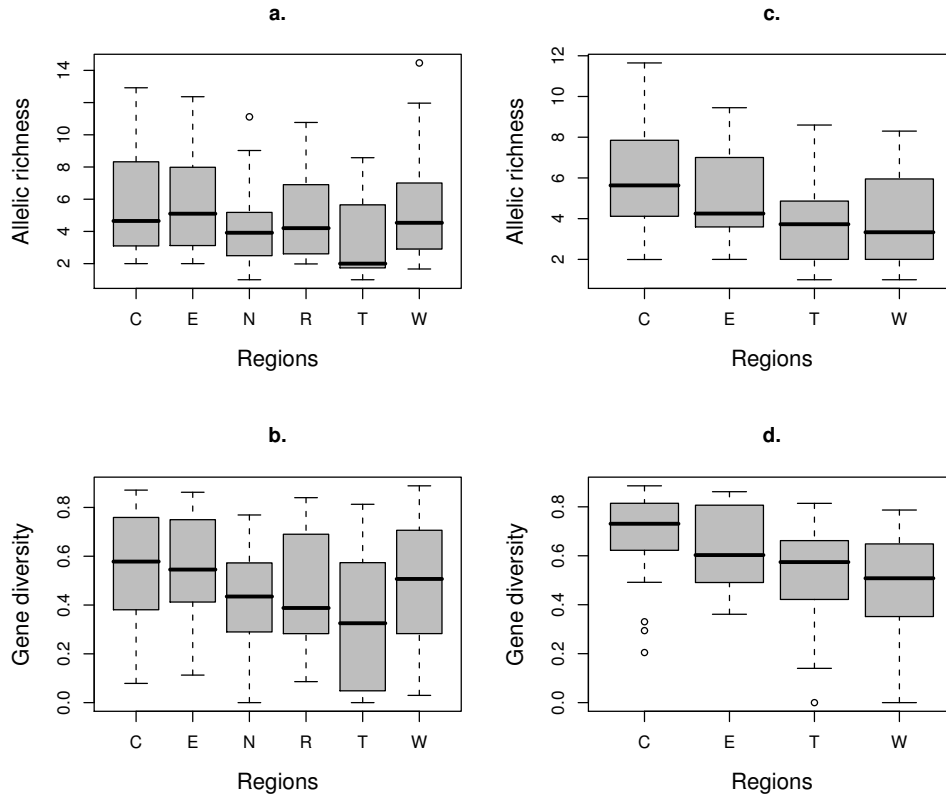 a.
Allelic richness
14
10
8
6
4
2
C E N R T W
Regions
c.
Allelic richness
12
10
8
6
4
2
C E T W
Regions
b.
Gene diversity
0.8
0.6
0.4
0.2
0.0
C E N R T W
Regions
d.
Gene diversity
0.8
0.6
0.4
0.2
0.0
C E T W
Regions